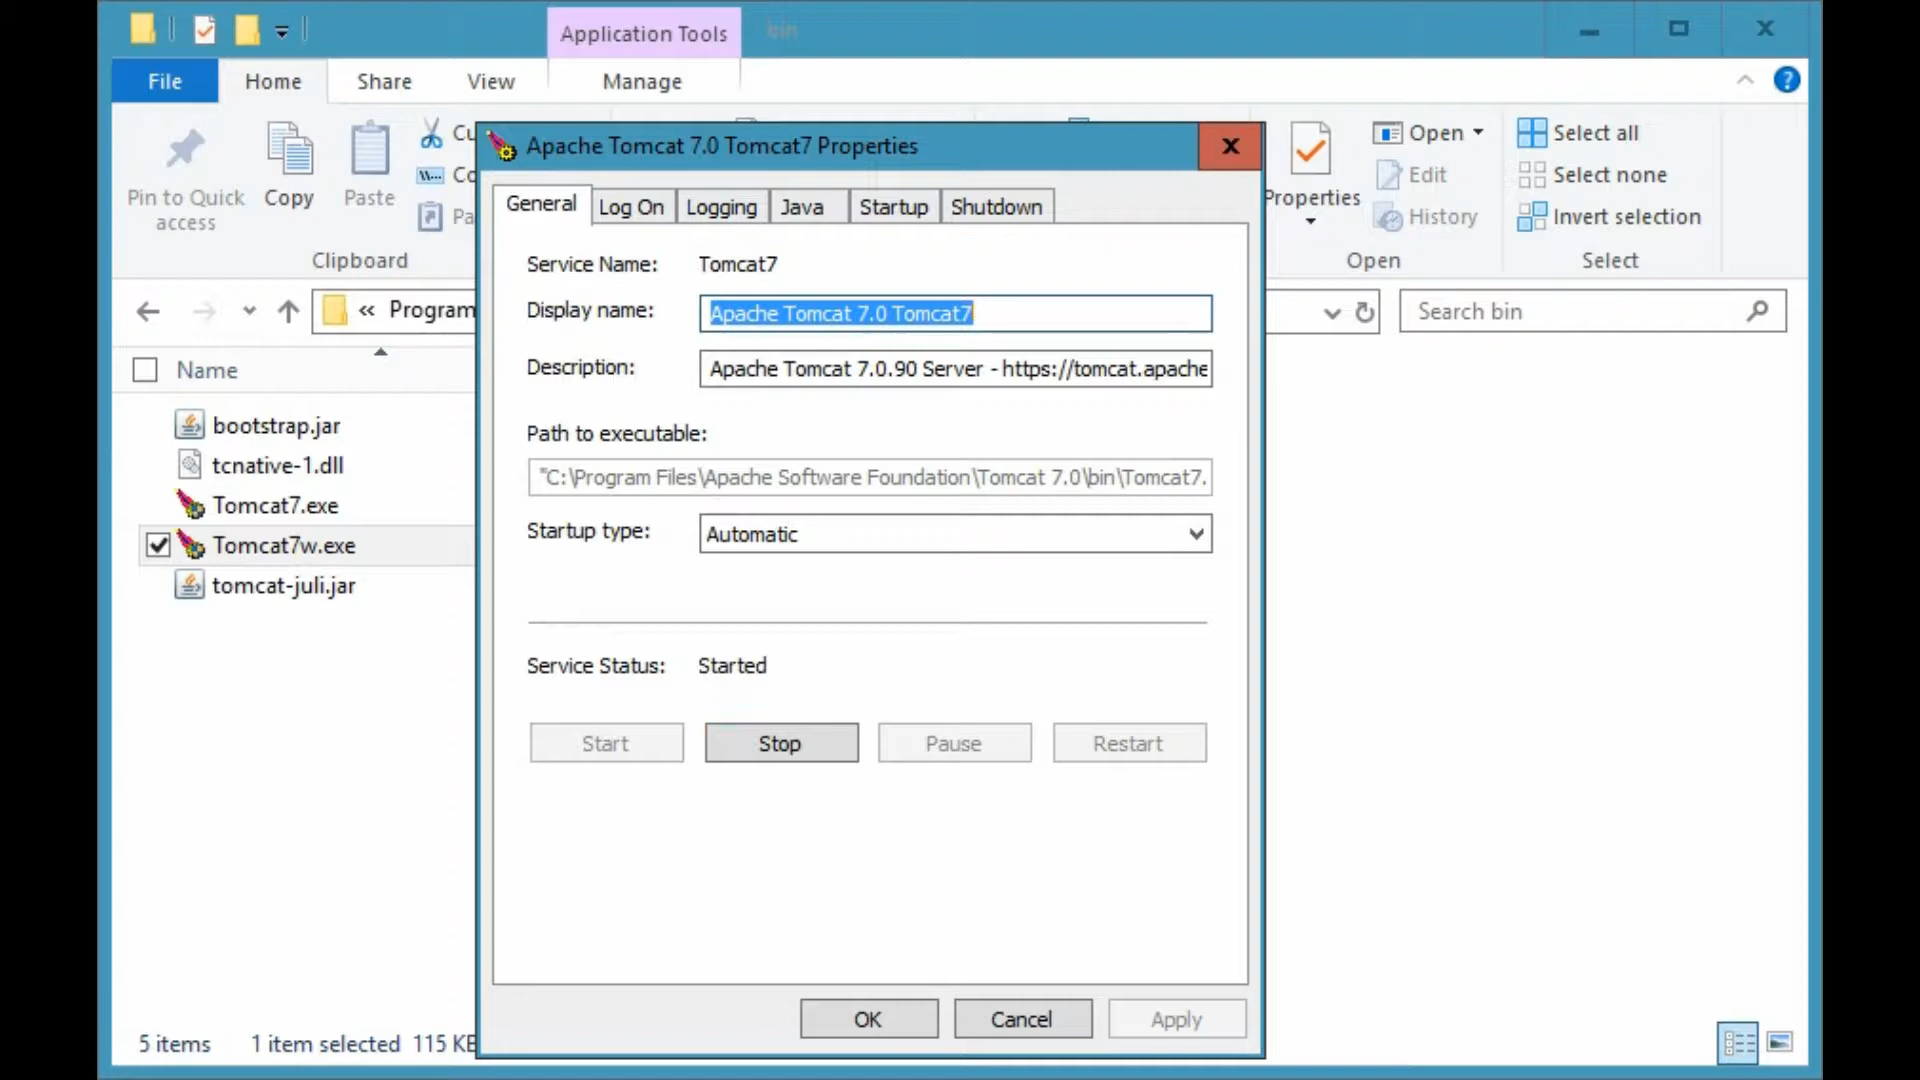 Application Tools
bin
File
Home
Share
View
Manage
Pin to Quick
access
Copy
Paste
Cu
Co
Pa
Clipboard
Properties
Open
Edit
History
Open
Select all
Select none
Invert selection
Select
« Program
Search bin
Name
bootstrap.jar
tcnative-1.dll
Tomcat7.exe
Tomcat7w.exe
tomcat-juli.jar
Apache Tomcat 7.0 Tomcat7 Properties
X
General
Log On
Logging
Java
Startup
Shutdown
Service Name: Tomcat7
Display name: Apache Tomcat 7.0 Tomcat7
Description: Apache Tomcat 7.0.90 Server - https://tomcat.apache
Path to executable:
"C:\Program Files\Apache Software Foundation\Tomcat 7.0\bin\Tomcat7.
Startup type: Automatic
Service Status: Started
Start
Stop
Pause
Restart
OK
Cancel
Apply
5 items
1 item selected 115 KB